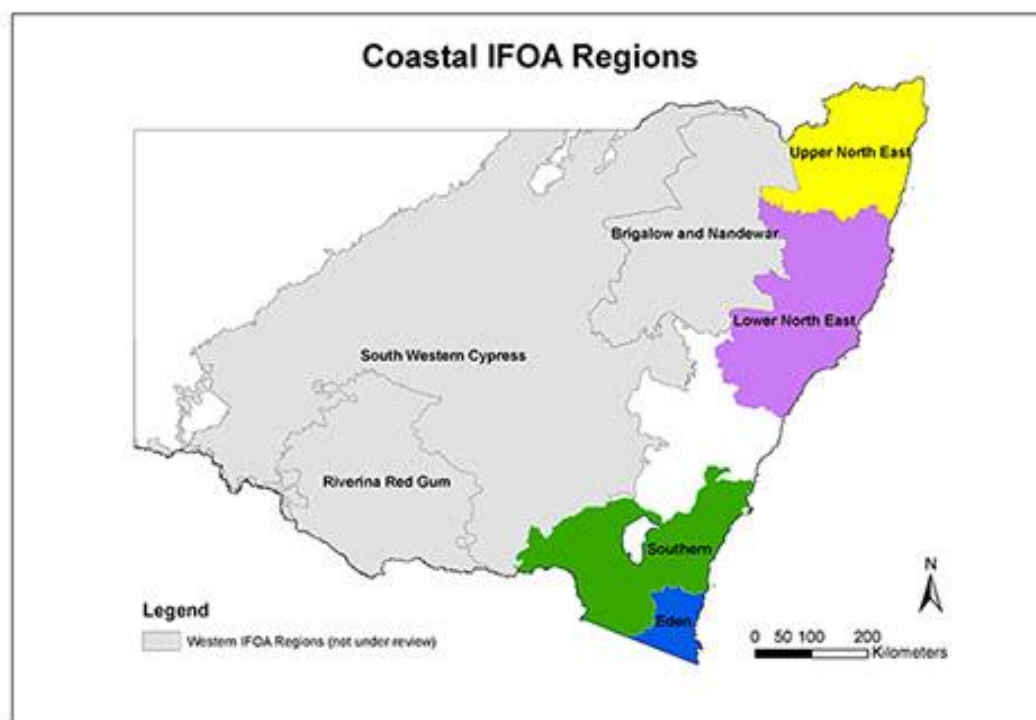 Coastal IFOA Regions
Upper North East
Brigalow and Nandewar
Lower North East
South Western Cypress
Riverina Red Gum
Southern
Eden
N
Legend
Western IFOA Regions (not under review)
0 50 100 200
Kilometers